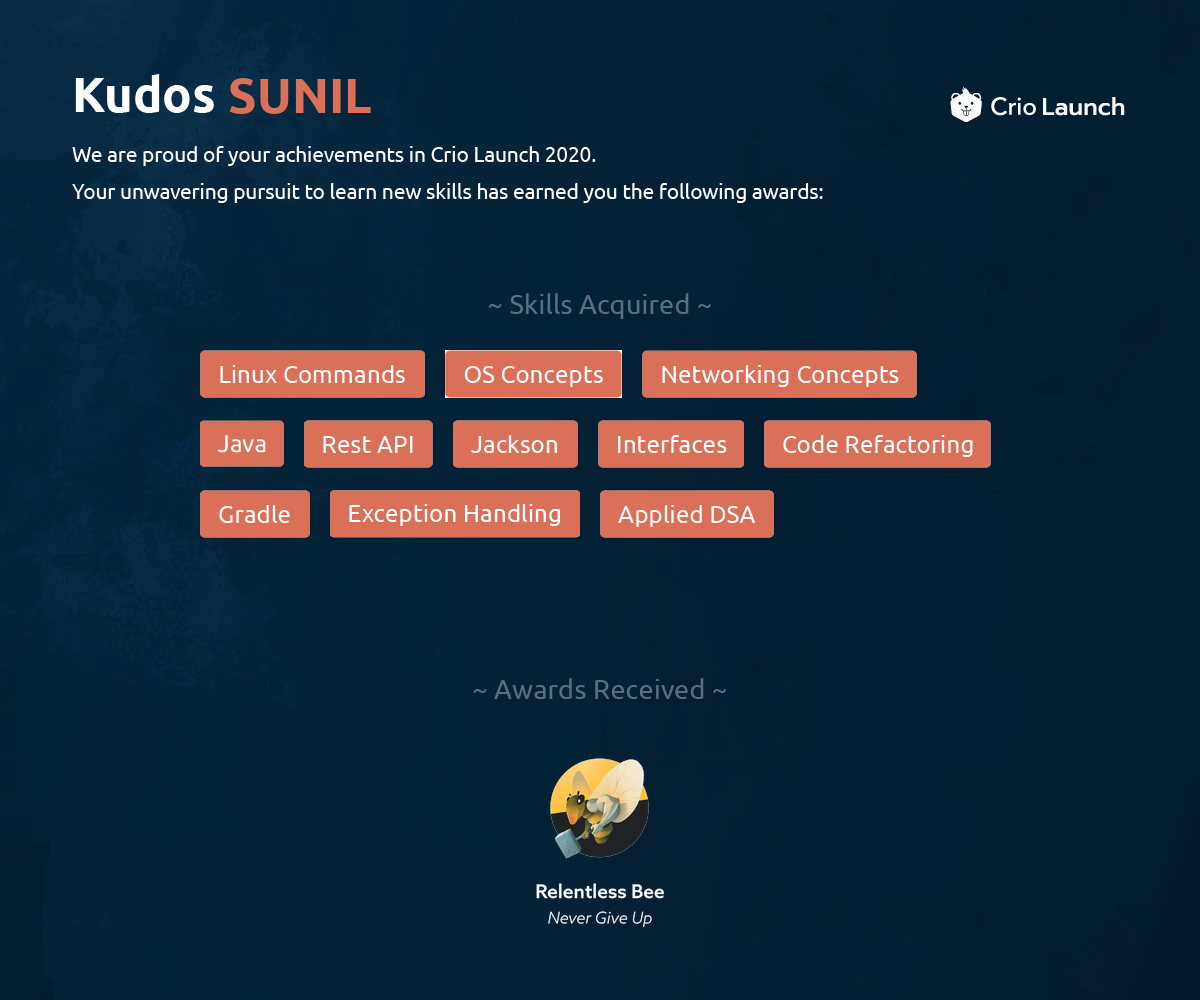 Kudos SUNIL
Crio Launch
We are proud of your achievements in Crio Launch 2020.
Your unwavering pursuit to learn new skills has earned you the following awards:
~ Skills Acquired ~
Linux Commands OS Concepts Networking Concepts
Java Rest API Jackson Interfaces Code Refactoring
Gradle Exception Handling Applied DSA
~ Awards Received ~
Relentless Bee
Never Give Up